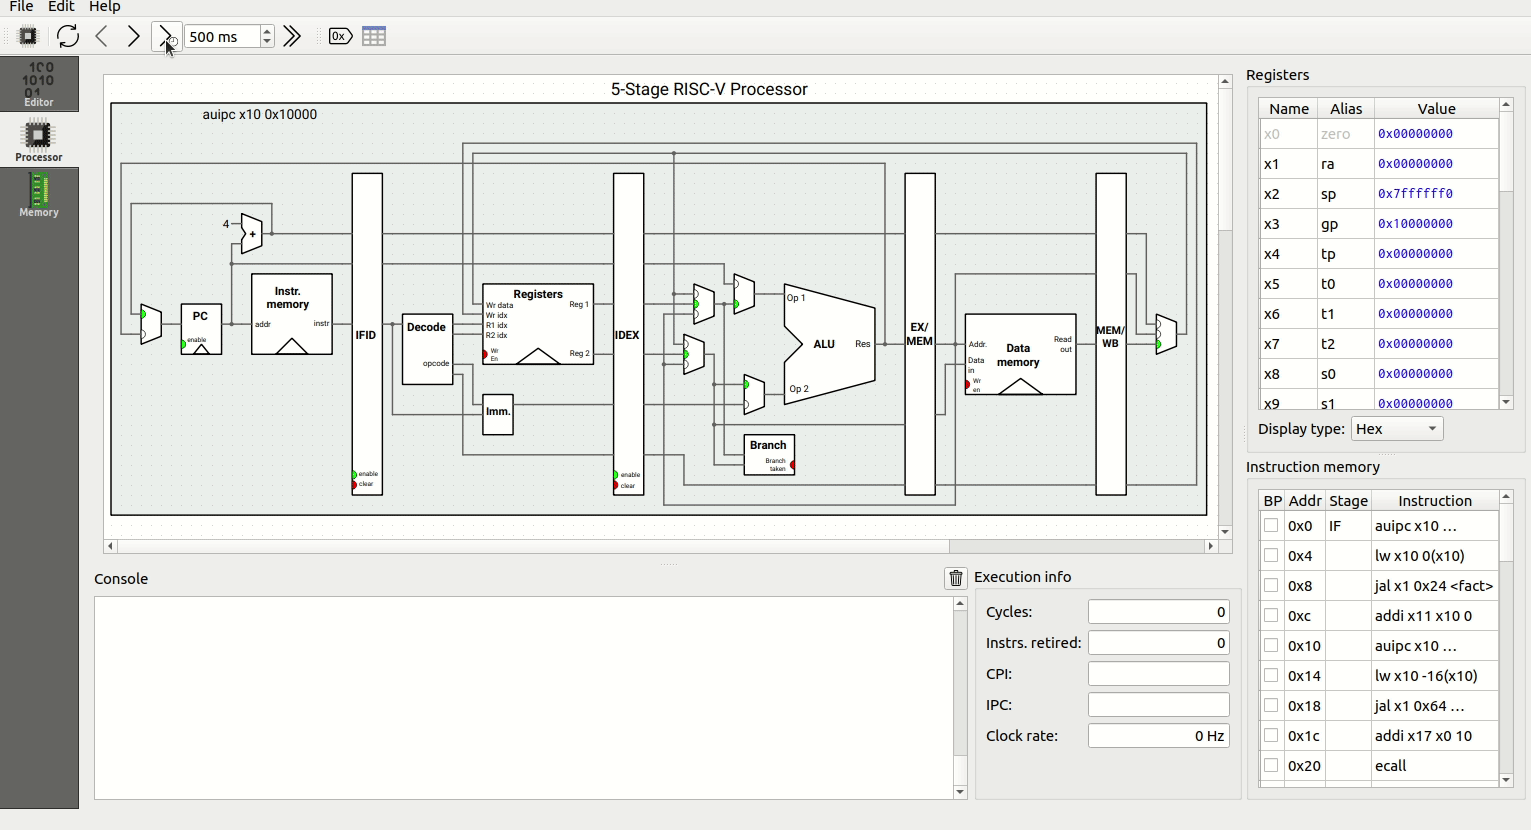 File Edit Help
0x
500 ms
100
1010
01
Editor
Processor
Memory
5-Stage RISC-V Processor
auipc x10 0x10000
4
+
PC
enable
Instr.
memory
addr
instr
IFID
enable
clear
Decode
opcode
Registers
Wr data
Wr idx
R1 idx
R2 idx
Wr
En
Reg 1
Reg 2
Imm.
IDEX
enable
clear
Op 1
ALU
Res
Op 2
Branch
Branch
taken
EX/
MEM
Addr.
Data
in
Wr
en
Data
memory
Read
out
MEM/
WB
Registers
Name Alias Value
x0 zero 0x00000000
x1 ra 0x00000000
x2 sp 0x7ffffff0
x3 gp 0x10000000
x4 tp 0x00000000
x5 t0 0x00000000
x6 t1 0x00000000
x7 t2 0x00000000
x8 s0 0x00000000
x9 s1 0x00000000
Display type: Hex
Instruction memory
BP Addr Stage Instruction
0x0 IF auipc x10 ...
0x4 lw x10 0(x10)
0x8 jal x1 0x24 <fact>
0xc addi x11 x10 0
0x10 auipc x10 ...
0x14 lw x10 -16(x10)
0x18 jal x1 0x64 ...
0x1c addi x17 x0 10
0x20 ecall
Console
Execution info
Cycles: 0
Instrs. retired: 0
CPI:
IPC:
Clock rate: 0 Hz